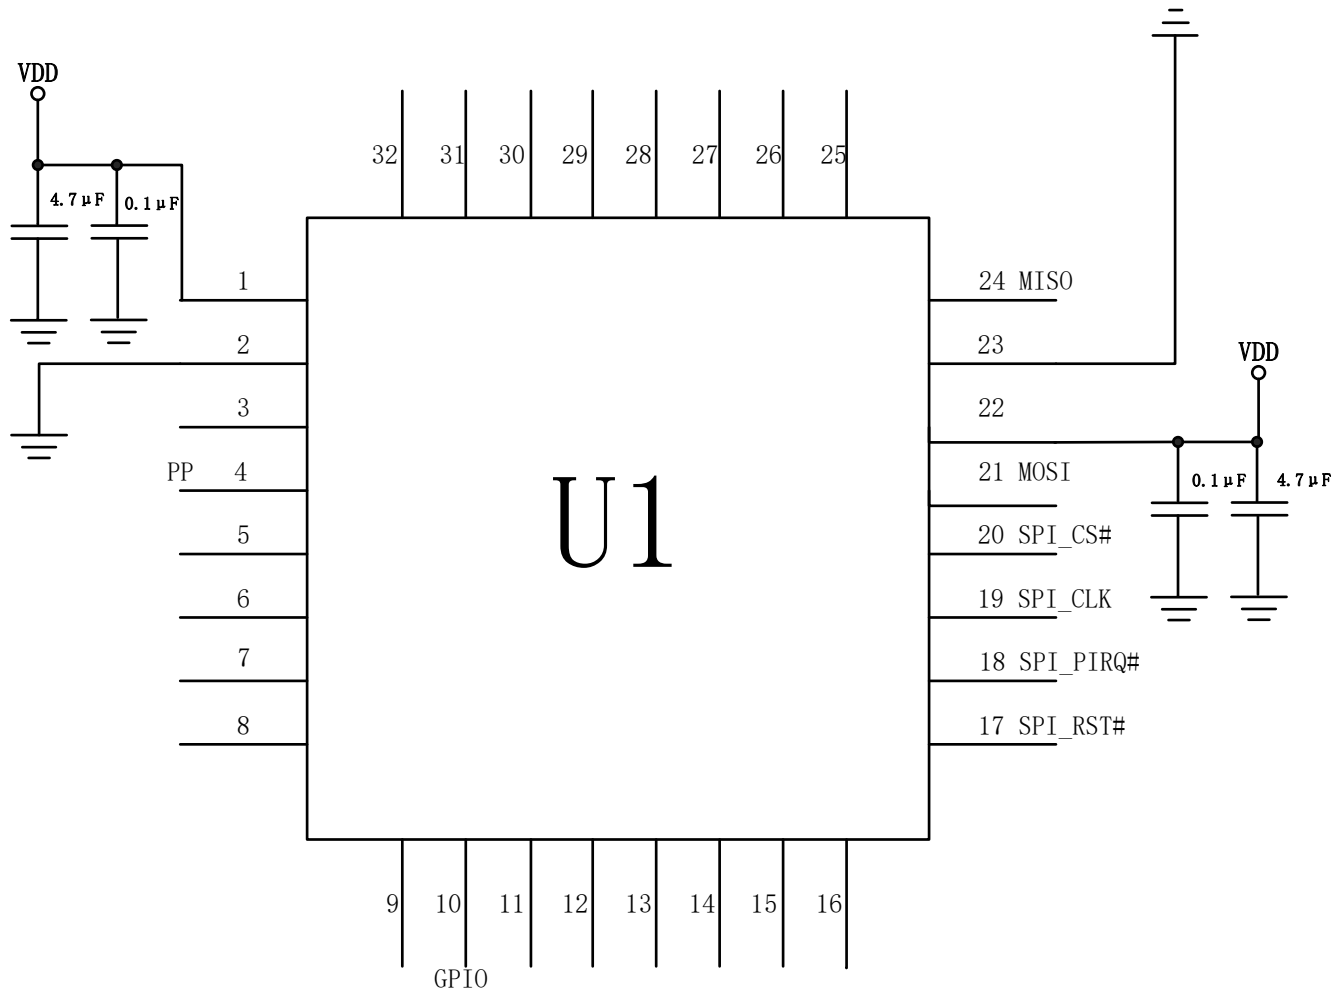 VDD
4.7μF 0.1μF
32 31 30 29 28 27 26 25
1
2
3
PP 4
5
6
7
8
U1
24 MISO
23
22
21 MOSI
20 SPI_CS#
19 SPI_CLK
18 SPI_PIRQ#
17 SPI_RST#
VDD
0.1μF 4.7μF
9 10 11 12 13 14 15 16
GPIO